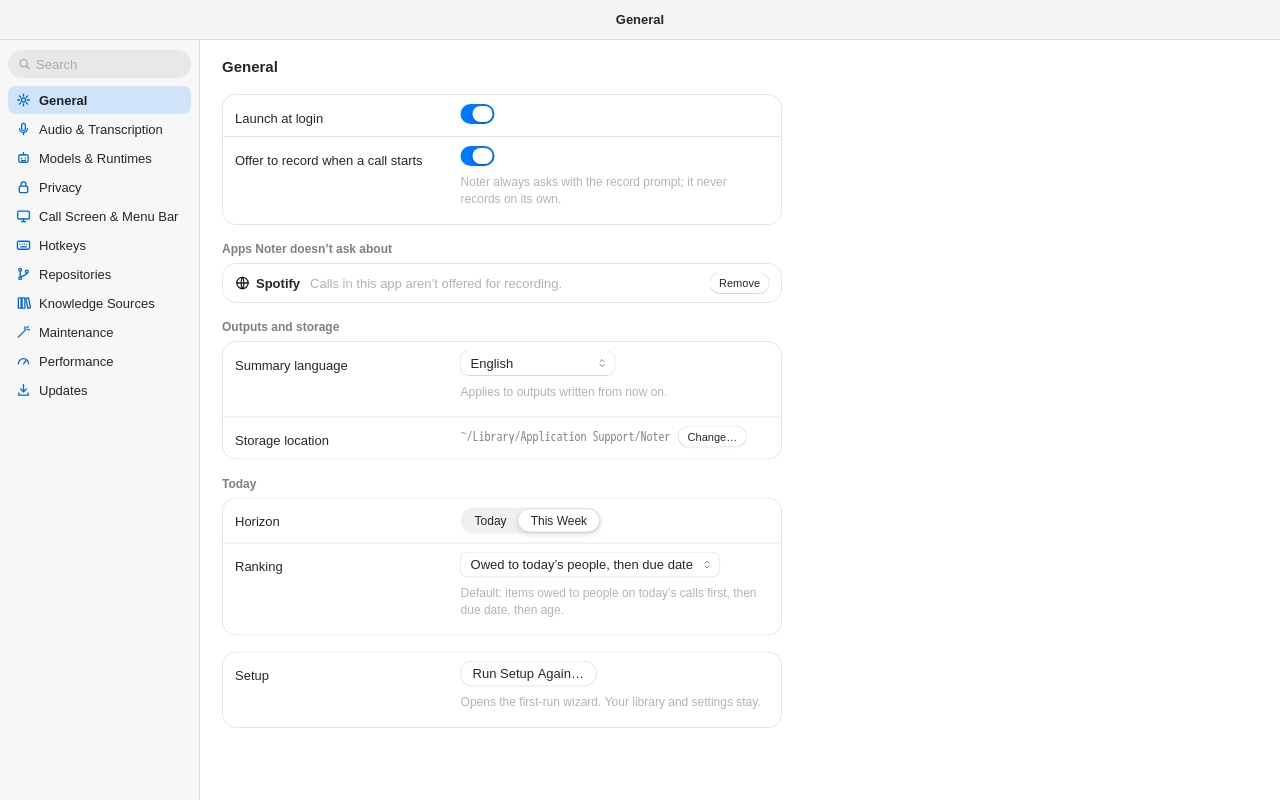 General
Search
General
Audio & Transcription
Models & Runtimes
Privacy
Call Screen & Menu Bar
Hotkeys
Repositories
Knowledge Sources
Maintenance
Performance
Updates
General
Launch at login
Offer to record when a call starts
Noter always asks with the record prompt; it never
records on its own.
Apps Noter doesn’t ask about
Spotify Calls in this app aren’t offered for recording. Remove
Outputs and storage
Summary language English
Applies to outputs written from now on.
Storage location ~/Library/Application Support/Noter Change…
Today
Horizon Today This Week
Ranking Owed to today’s people, then due date
Default: items owed to people on today’s calls first, then
due date, then age.
Setup Run Setup Again…
Opens the first-run wizard. Your library and settings stay.